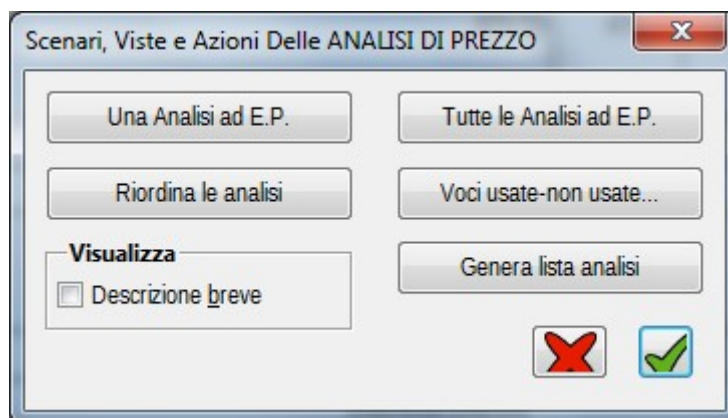 Scenari, Viste e Azioni Delle ANALISI DI PREZZO
Una Analisi ad E.P.
Tutte le Analisi ad E.P.
Riordina le analisi
Voci usate-non usate...
Visualizza
Descrizione breve
Genera lista analisi